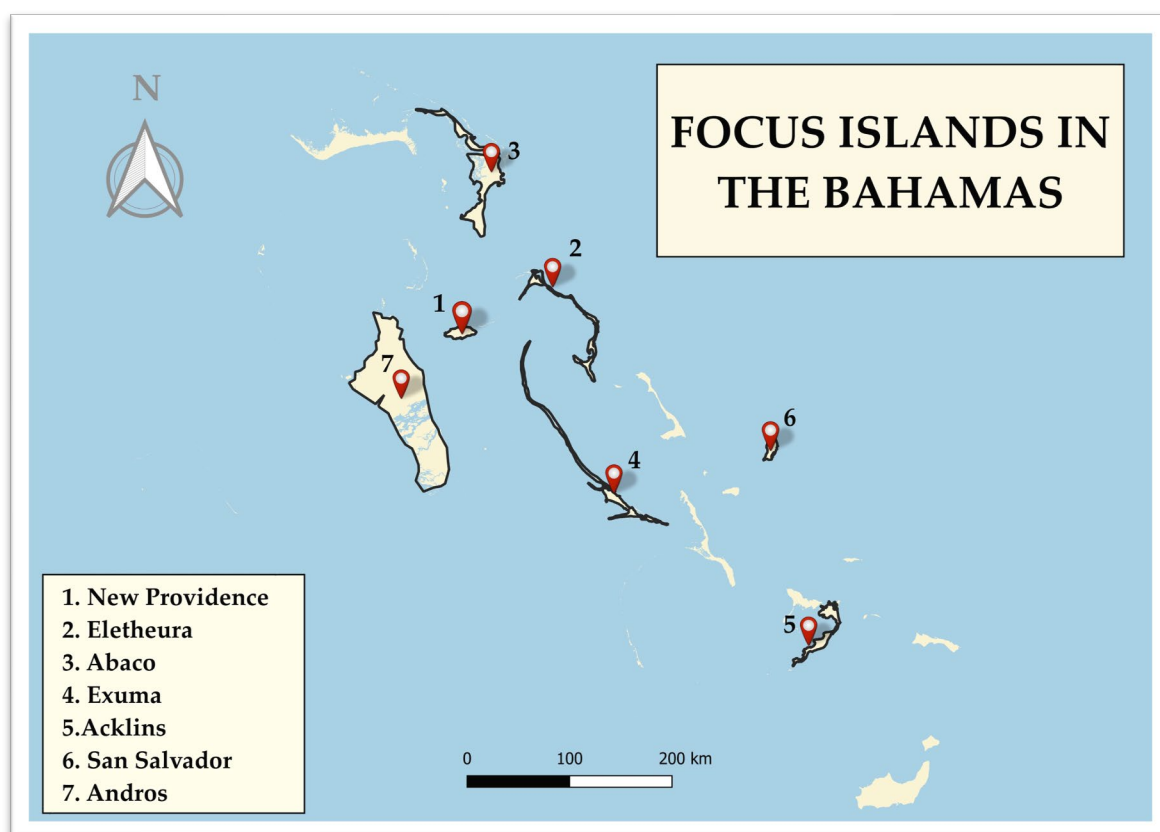 N
FOCUS ISLANDS IN
THE BAHAMAS
3
2
1
7
6
4
5
1. New Providence
2. Eletheura
3. Abaco
4. Exuma
5.Acklins
6. San Salvador
7. Andros
0 100 200 km